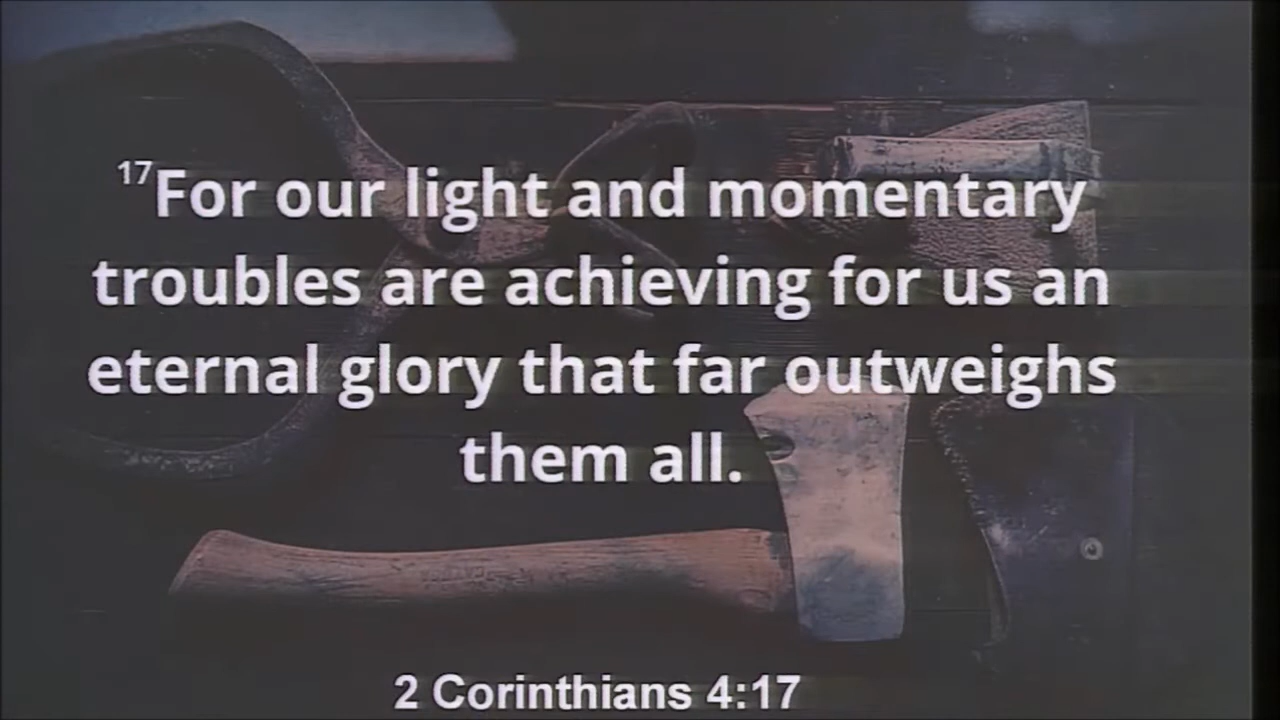 17For our light and momentary
troubles are achieving for us an
eternal glory that far outweighs
them all.
2 Corinthians 4:17